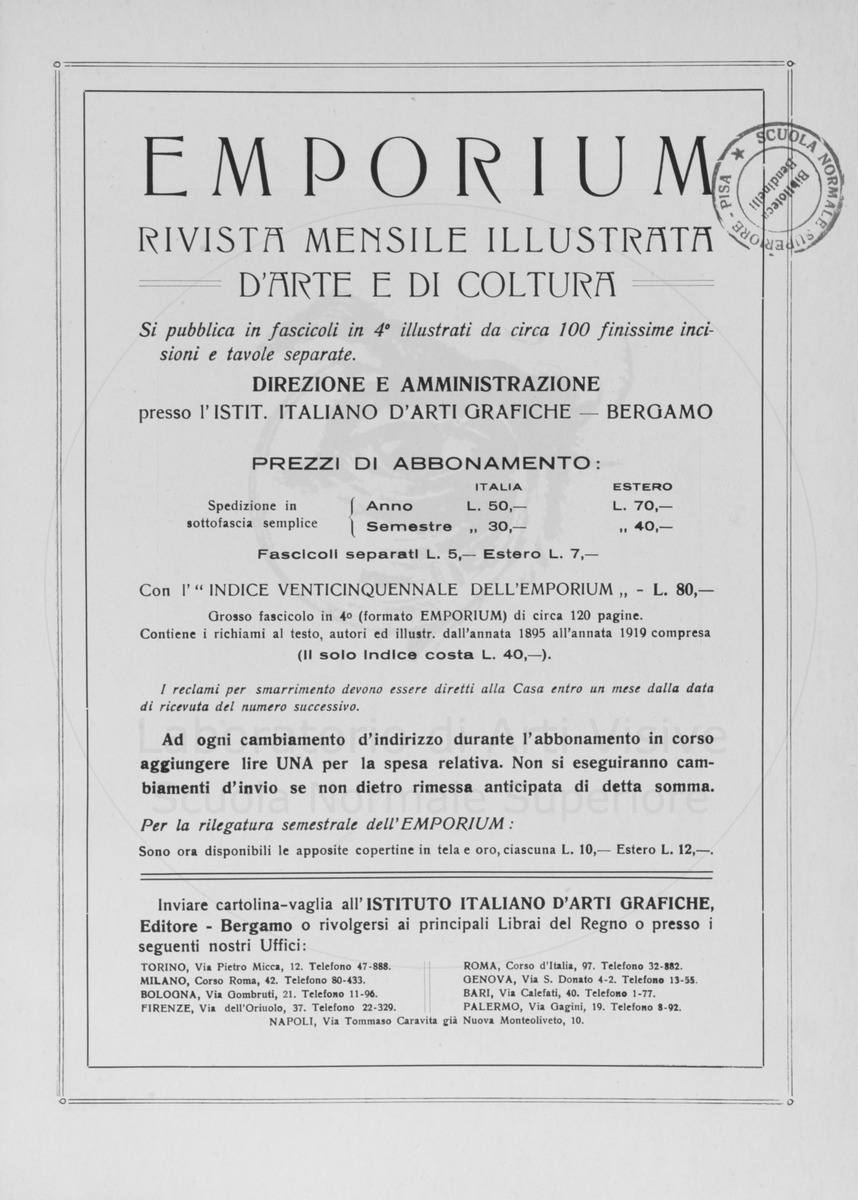 EMPORIUM
RIVISTA MENSILE ILLUSTRATA
D'ARTE E DI COLTURA
Si pubblica in fascicoli in 4º illustrati da circa 100 finissime inci-
sioni e tavole separate.
DIREZIONE E AMMINISTRAZIONE
presso l'ISTIT. ITALIANO D'ARTI GRAFICHE — BERGAMO
PREZZI DI ABBONAMENTO:
ITALIA ESTERO
Spedizione in sottofascia semplice { Anno L. 50,— L. 70,—
Semestre „ 30,— „ 40,—
Fascicoli separati L. 5,— Estero L. 7,—
Con l'“ INDICE VENTICINQUENNALE DELL'EMPORIUM „ - L. 80,—
Grosso fascicolo in 4º (formato EMPORIUM) di circa 120 pagine.
Contiene i richiami al testo, autori ed illustr. dall'annata 1895 all'annata 1919 compresa
(Il solo Indice costa L. 40,—).
I reclami per smarrimento devono essere diretti alla Casa entro un mese dalla data
di ricevuta del numero successivo.
Ad ogni cambiamento d'indirizzo durante l'abbonamento in corso
aggiungere lire UNA per la spesa relativa. Non si eseguiranno cam-
biamenti d'invio se non dietro rimessa anticipata di detta somma.
Per la rilegatura semestrale dell'EMPORIUM:
Sono ora disponibili le apposite copertine in tela e oro, ciascuna L. 10,— Estero L. 12,—.
Inviare cartolina-vaglia all'ISTITUTO ITALIANO D'ARTI GRAFICHE,
Editore - Bergamo o rivolgersi ai principali Librai del Regno o presso i
seguenti nostri Uffici:
TORINO, Via Pietro Micca, 12. Telefono 47-888.
MILANO, Corso Roma, 42. Telefono 80-433.
BOLOGNA, Via Gombruti, 21. Telefono 11-96.
FIRENZE, Via dell'Oriuolo, 37. Telefono 22-329.
ROMA, Corso d'Italia, 97. Telefono 32-882.
GENOVA, Via S. Donato 4-2. Telefono 13-55.
BARI, Via Calefati, 40. Telefono 1-77.
PALERMO, Via Gagini, 19. Telefono 8-92.
NAPOLI, Via Tommaso Caravita già Nuova Monteoliveto, 10.
★ SCUOLA NORMALE SUPERIORE - PISA
Biblioteca
Bendinelli
Laboratorio di Arti Visive
Scuola Normale Superiore